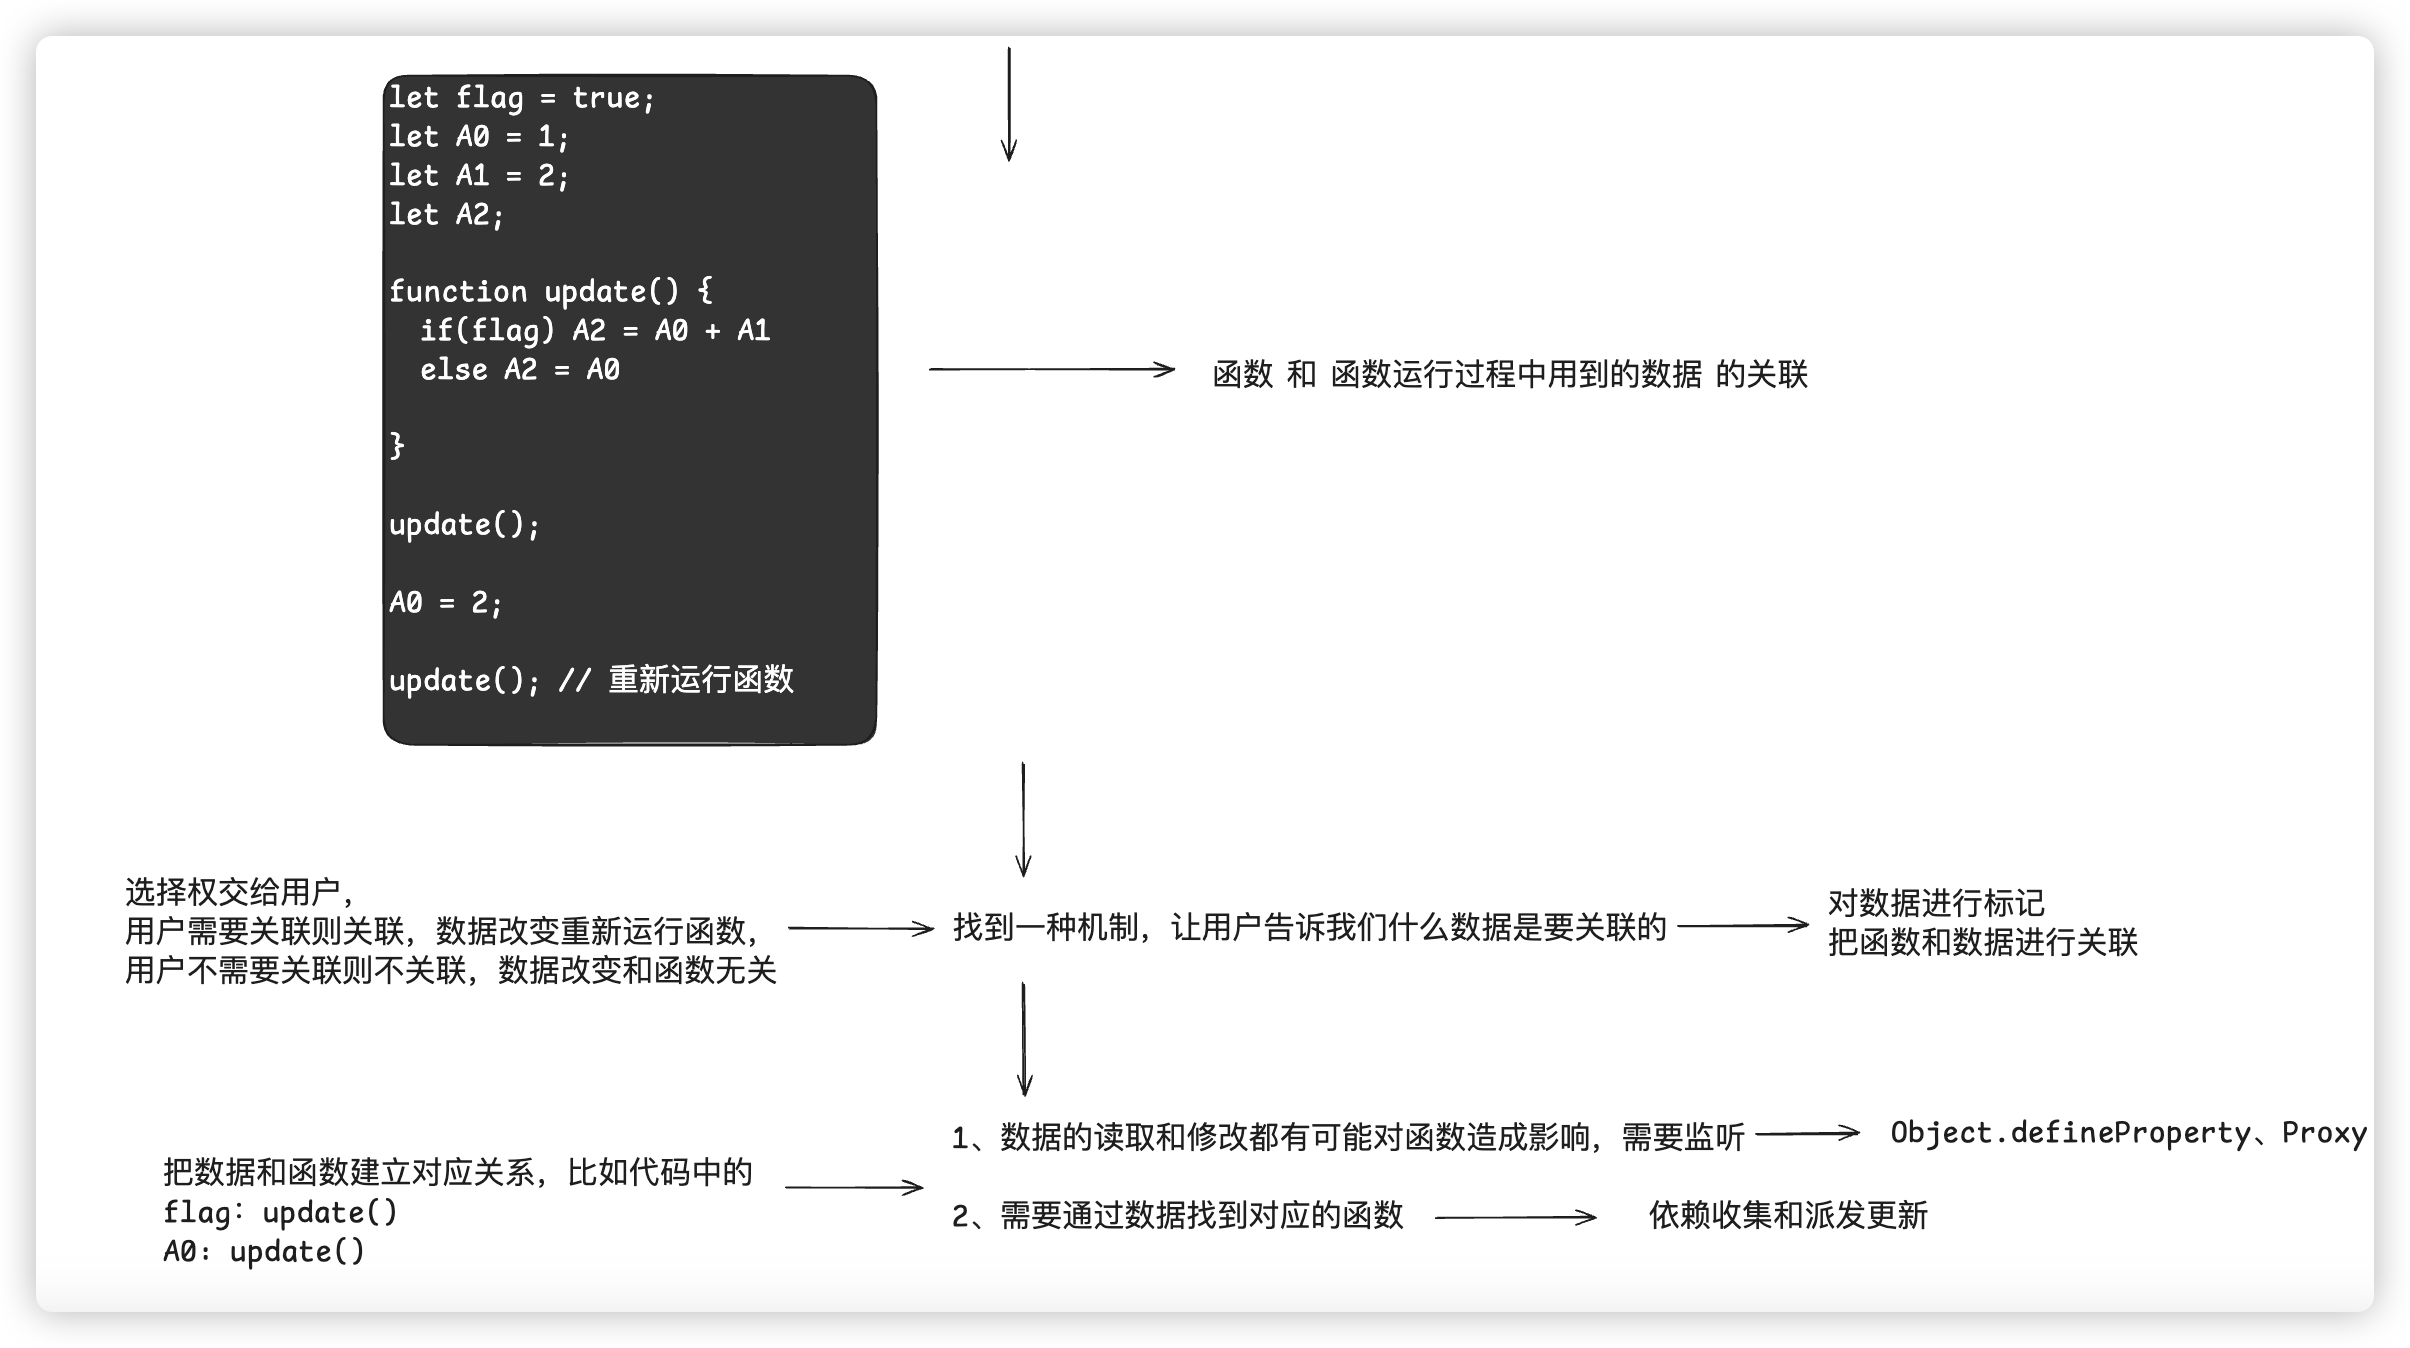 let flag = true;
let A0 = 1;
let A1 = 2;
let A2;
function update() {
if(flag) A2 = A0 + A1
else A2 = A0
}
update();
A0 = 2;
update(); // 重新运行函数
函数 和 函数运行过程中用到的数据 的关联
选择权交给用户，
用户需要关联则关联，数据改变重新运行函数，
用户不需要关联则不关联，数据改变和函数无关
找到一种机制，让用户告诉我们什么数据是要关联的
对数据进行标记
把函数和数据进行关联
把数据和函数建立对应关系，比如代码中的
flag：update()
A0：update()
1、数据的读取和修改都有可能对函数造成影响，需要监听
Object.defineProperty、Proxy
2、需要通过数据找到对应的函数
依赖收集和派发更新